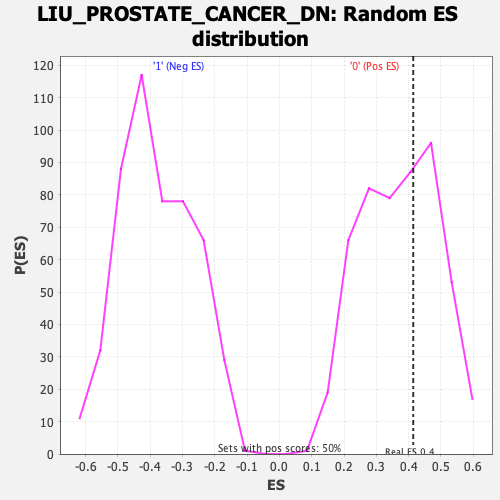 LIU_PROSTATE_CANCER_DN: Random ES
distribution
'1' (Neg ES)
'0' (Pos ES)
120
110
100
90
80
70
60
50
40
30
20
10
0
P(ES)
Sets with pos scores: 50%
Real ES 0.4
-0.6 -0.5 -0.4 -0.3 -0.2 -0.1 0.0 0.1 0.2 0.3 0.4 0.5 0.6
ES